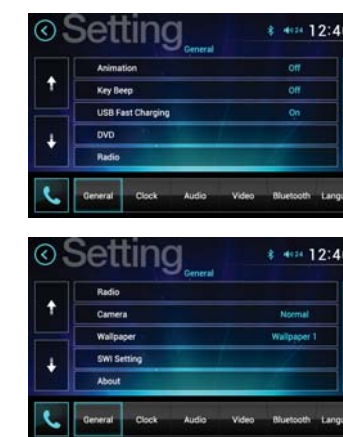 Setting
General
12:4
Animation Off
Key Beep Off
USB Fast Charging On
DVD
Radio
General Clock Audio Video Bluetooth Lang
Setting
General
12:4
Radio
Camera Normal
Wallpaper Wallpaper 1
SWI Setting
About
General Clock Audio Video Bluetooth Lang